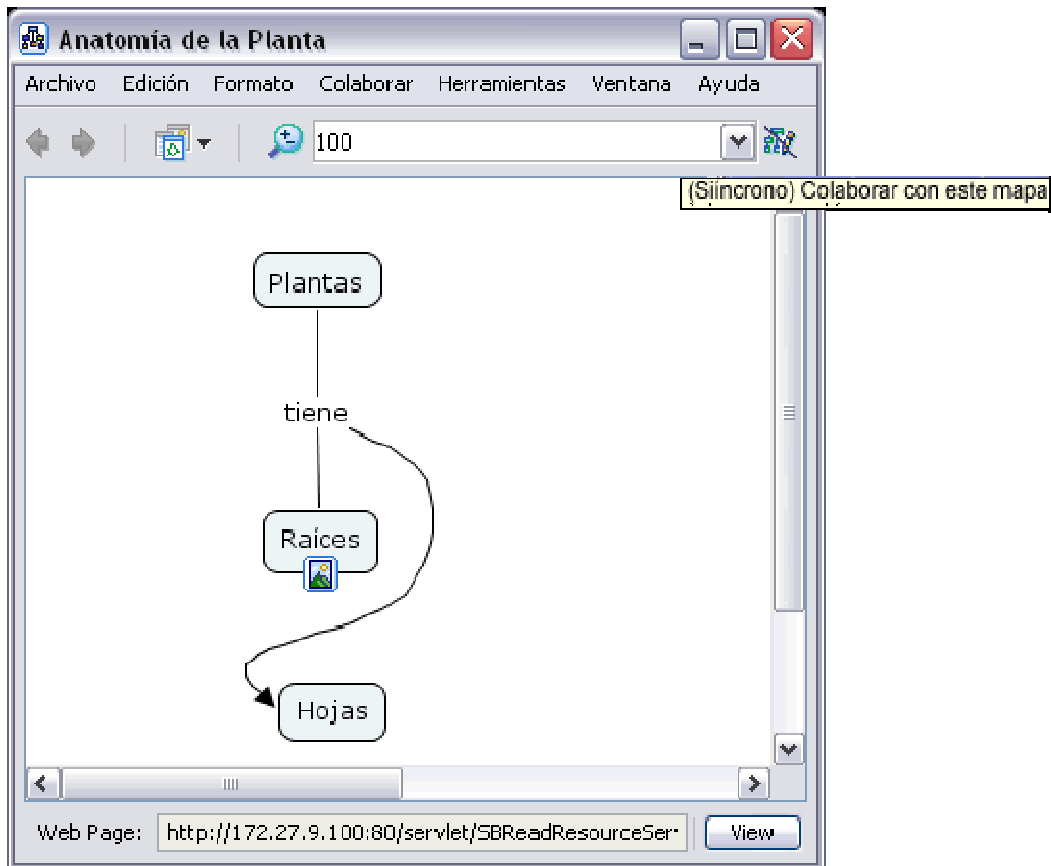 Anatomía de la Planta
Archivo Edición Formato Colaborar Herramientas Ventana Ayuda
100
(Siincrono) Colaborar con este mapa
Plantas
tiene
Raíces
Hojas
Web Page: http://172.27.9.100:80/servlet/SBReadResourceSer
View